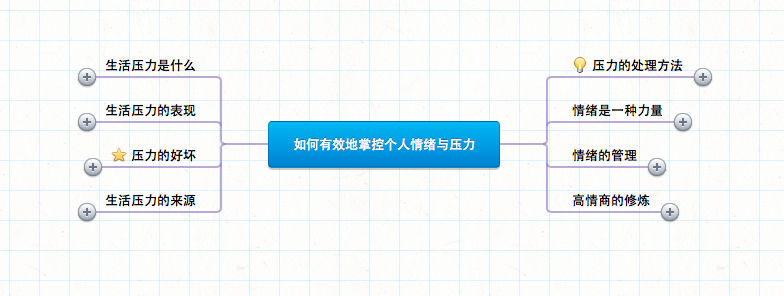 如何有效地掌控个人情绪与压力
生活压力是什么
生活压力的表现
压力的好坏
生活压力的来源
压力的处理方法
情绪是一种力量
情绪的管理
高情商的修炼